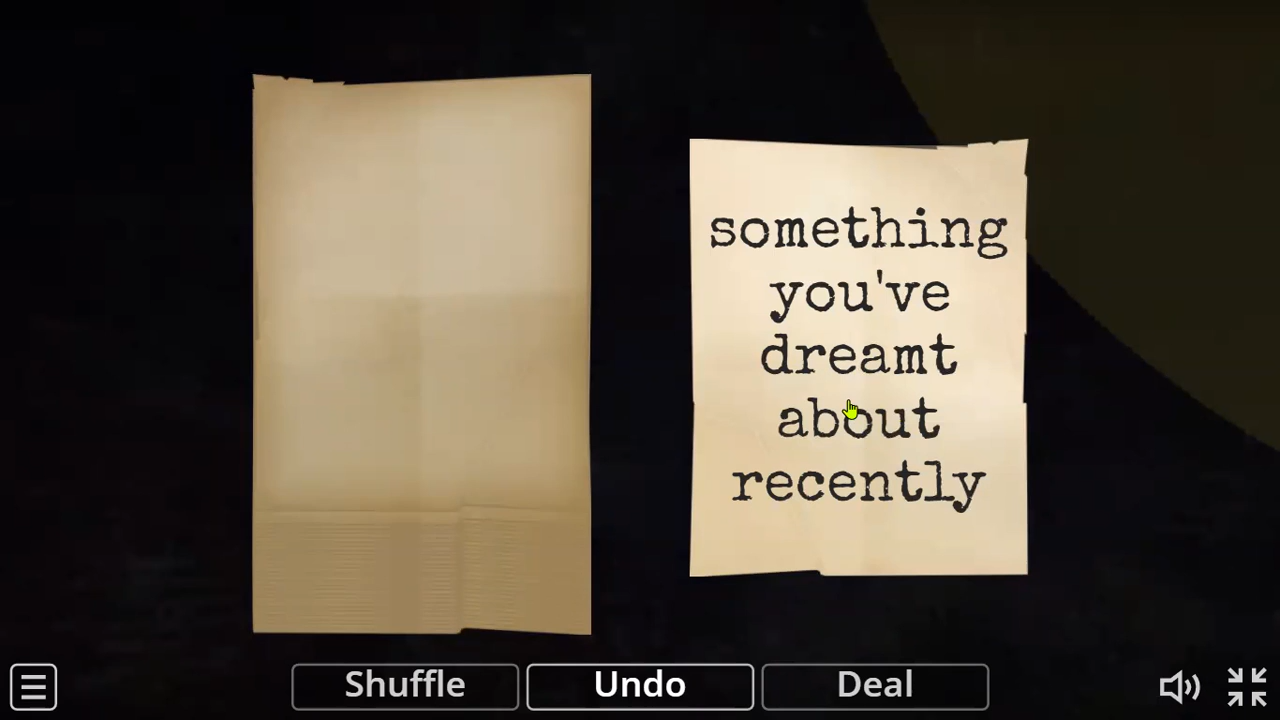 something
you've
dreamt
about
recently
Shuffle
Undo
Deal